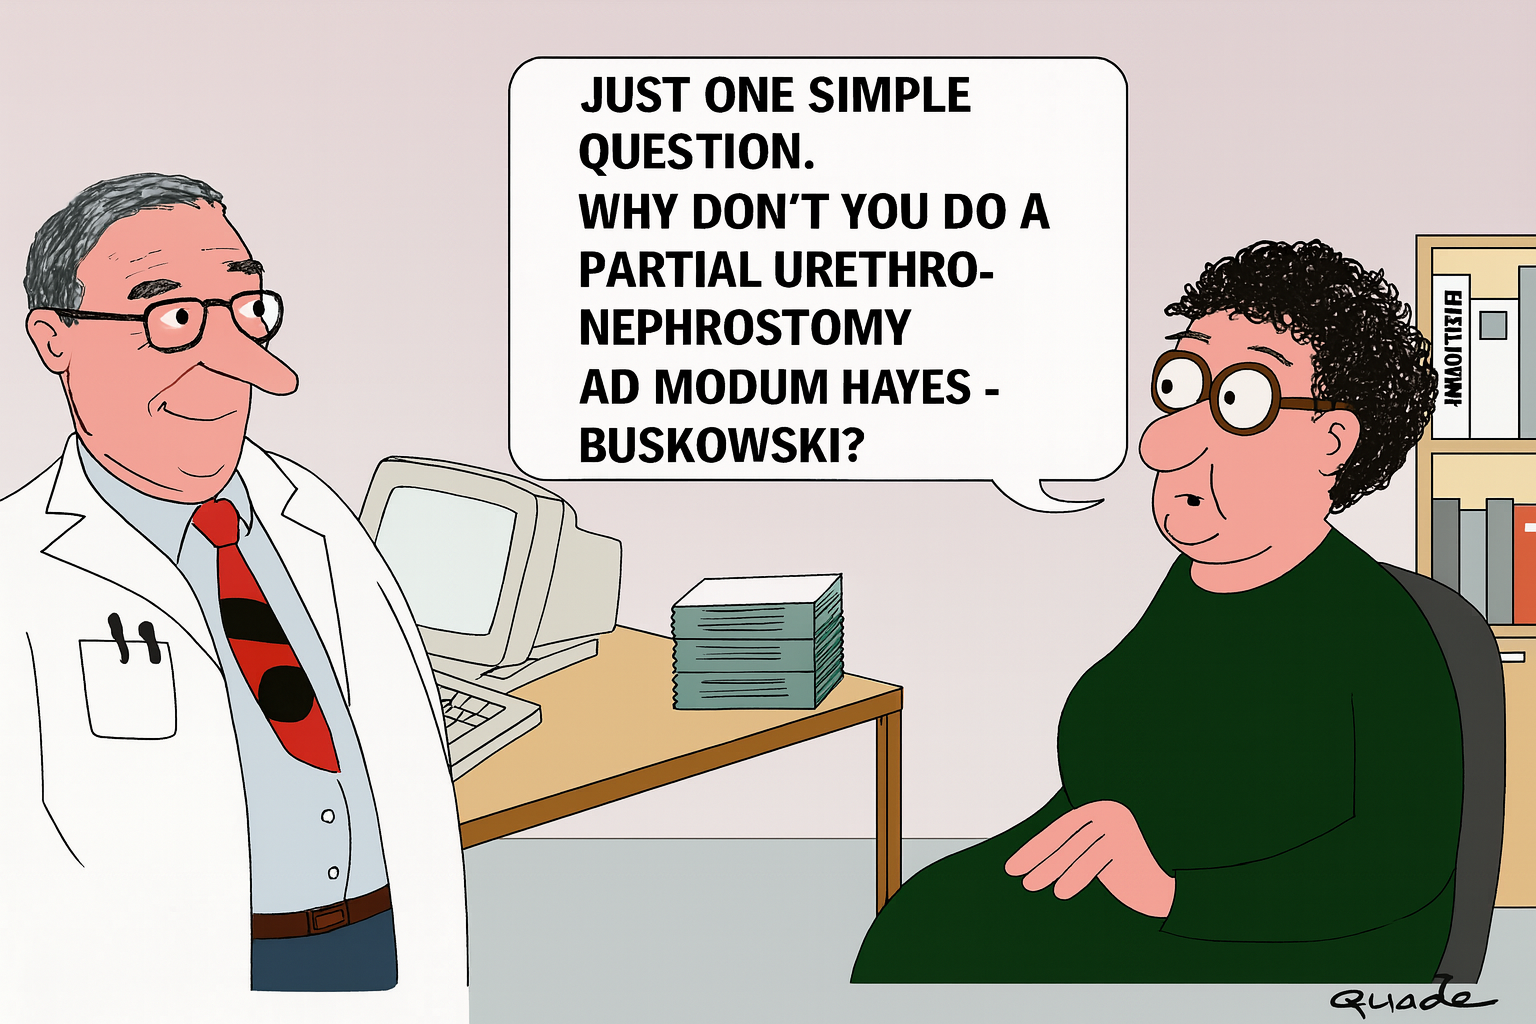 JUST ONE SIMPLE
QUESTION.
WHY DON'T YOU DO A
PARTIAL URETHRO-
NEPHROSTOMY
AD MODUM HAYES -
BUSKOWSKI?
Quade